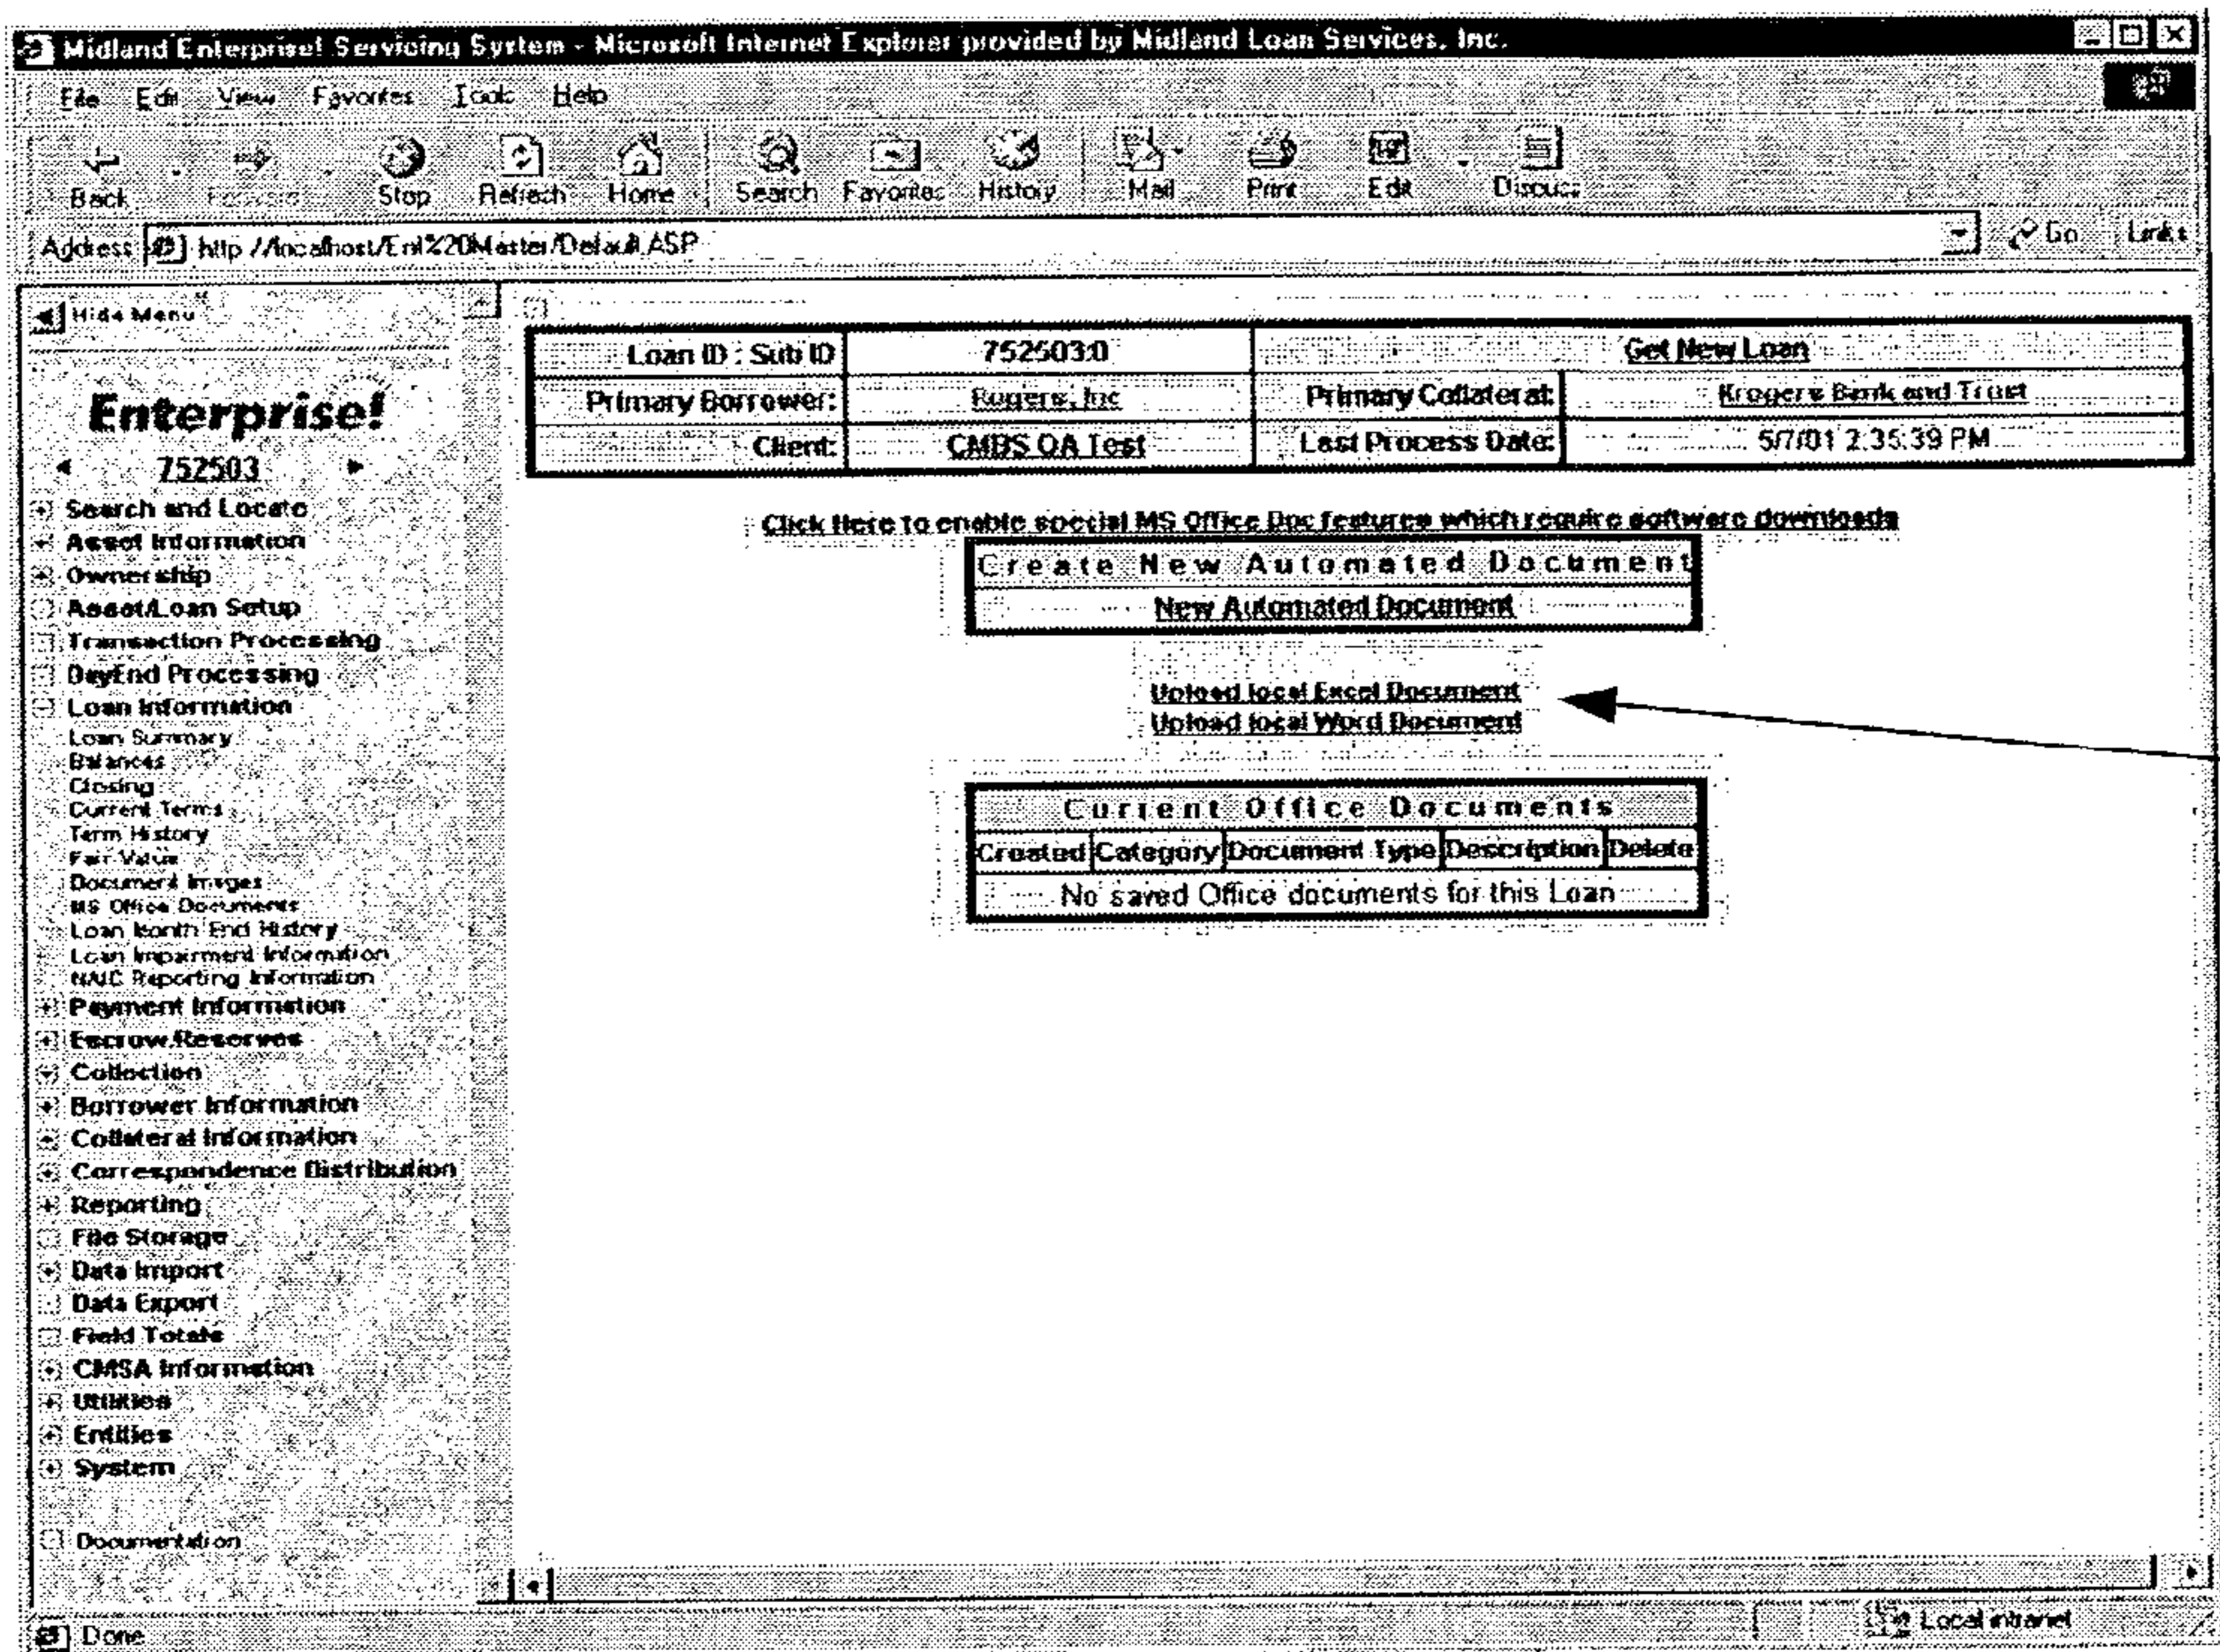 Midland Enterprise! Servicing System - Microsoft Internet Explorer provided by Midland Loan Services, Inc.
File Edit View Favorites Tools Help
Back Forward Stop Refresh Home Search Favorites History Mail Print Edit Discuss
Address http://localhost/Ent%20Master/Default.ASP Go Links
Hide Menu
Loan ID : Sub ID 752503:0 Get New Loan
Primary Borrower: Rogers, Inc Primary Collateral: Krogers Bank and Trust
Client: CMBS QA Test Last Process Date: 5/7/01 2:35:39 PM
Enterprise!
752503
Search and Locate
Asset Information
Ownership
Asset/Loan Setup
Transaction Processing
DayEnd Processing
Loan Information
Loan Summary
Balances
Closing
Current Terms
Term History
Fair Value
Document Images
MS Office Documents
Loan Month End History
Loan Impairment Information
NAIC Reporting Information
Payment Information
Escrow/Reserves
Collection
Borrower Information
Collateral Information
Correspondence Distribution
Reporting
File Storage
Data Import
Data Export
Field Totals
CMSA Information
Utilities
Entities
System
Documentation
Click Here to enable special MS Office Doc features which require software downloads
Create New Automated Document
New Automated Document
Upload local Excel Document
Upload local Word Document
Current Office Documents
Created Category Document Type Description Delete
No saved Office documents for this Loan
Done Local intranet